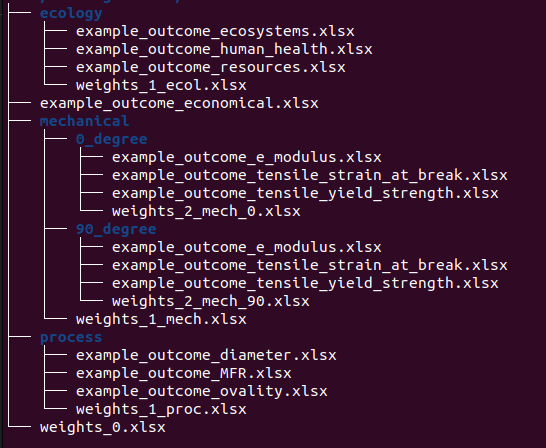 ecology
example_outcome_ecosystems.xlsx
example_outcome_human_health.xlsx
example_outcome_resources.xlsx
weights_1_ecol.xlsx
example_outcome_economical.xlsx
mechanical
0_degree
example_outcome_e_modulus.xlsx
example_outcome_tensile_strain_at_break.xlsx
example_outcome_tensile_yield_strength.xlsx
weights_2_mech_0.xlsx
90_degree
example_outcome_e_modulus.xlsx
example_outcome_tensile_strain_at_break.xlsx
example_outcome_tensile_yield_strength.xlsx
weights_2_mech_90.xlsx
weights_1_mech.xlsx
process
example_outcome_diameter.xlsx
example_outcome_MFR.xlsx
example_outcome_ovality.xlsx
weights_1_proc.xlsx
weights_0.xlsx